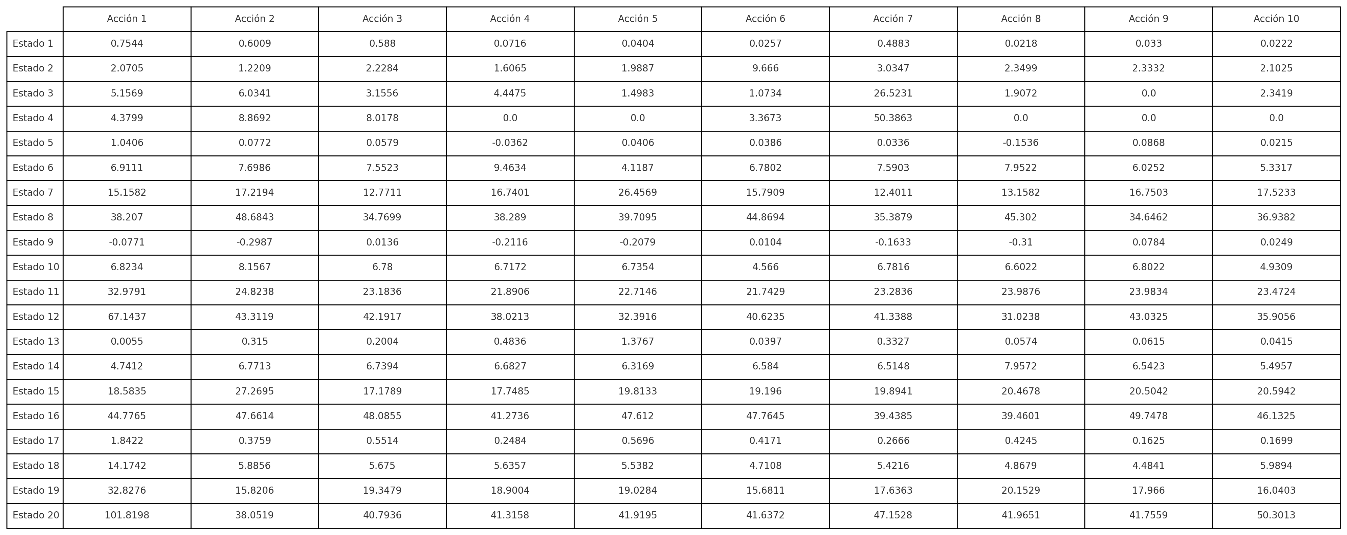 Acción 1 Acción 2 Acción 3 Acción 4 Acción 5 Acción 6 Acción 7 Acción 8 Acción 9 Acción 10
Estado 1 0.7544 0.6009 0.588 0.0716 0.0404 0.0257 0.4883 0.0218 0.033 0.0222
Estado 2 2.0705 1.2209 2.2284 1.6065 1.9887 9.666 3.0347 2.3499 2.3332 2.1025
Estado 3 5.1569 6.0341 3.1556 4.4475 1.4983 1.0734 26.5231 1.9072 0.0 2.3419
Estado 4 4.3799 8.8692 8.0178 0.0 0.0 3.3673 50.3863 0.0 0.0 0.0
Estado 5 1.0406 0.0772 0.0579 -0.0362 0.0406 0.0386 0.0336 -0.1536 0.0868 0.0215
Estado 6 6.9111 7.6986 7.5523 9.4634 4.1187 6.7802 7.5903 7.9522 6.0252 5.3317
Estado 7 15.1582 17.2194 12.7711 16.7401 26.4569 15.7909 12.4011 13.1582 16.7503 17.5233
Estado 8 38.207 48.6843 34.7699 38.289 39.7095 44.8694 35.3879 45.302 34.6462 36.9382
Estado 9 -0.0771 -0.2987 0.0136 -0.2116 -0.2079 0.0104 -0.1633 -0.31 0.0784 0.0249
Estado 10 6.8234 8.1567 6.78 6.7172 6.7354 4.566 6.7816 6.6022 6.8022 4.9309
Estado 11 32.9791 24.8238 23.1836 21.8906 22.7146 21.7429 23.2836 23.9876 23.9834 23.4724
Estado 12 67.1437 43.3119 42.1917 38.0213 32.3916 40.6235 41.3388 31.0238 43.0325 35.9056
Estado 13 0.0055 0.315 0.2004 0.4836 1.3767 0.0397 0.3327 0.0574 0.0615 0.0415
Estado 14 4.7412 6.7713 6.7394 6.6827 6.3169 6.584 6.5148 7.9572 6.5423 5.4957
Estado 15 18.5835 27.2695 17.1789 17.7485 19.8133 19.196 19.8941 20.4678 20.5042 20.5942
Estado 16 44.7765 47.6614 48.0855 41.2736 47.612 47.7645 39.4385 39.4601 49.7478 46.1325
Estado 17 1.8422 0.3759 0.5514 0.2484 0.5696 0.4171 0.2666 0.4245 0.1625 0.1699
Estado 18 14.1742 5.8856 5.675 5.6357 5.5382 4.7108 5.4216 4.8679 4.4841 5.9894
Estado 19 32.8276 15.8206 19.3479 18.9004 19.0284 15.6811 17.6363 20.1529 17.966 16.0403
Estado 20 101.8198 38.0519 40.7936 41.3158 41.9195 41.6372 47.1528 41.9651 41.7559 50.3013